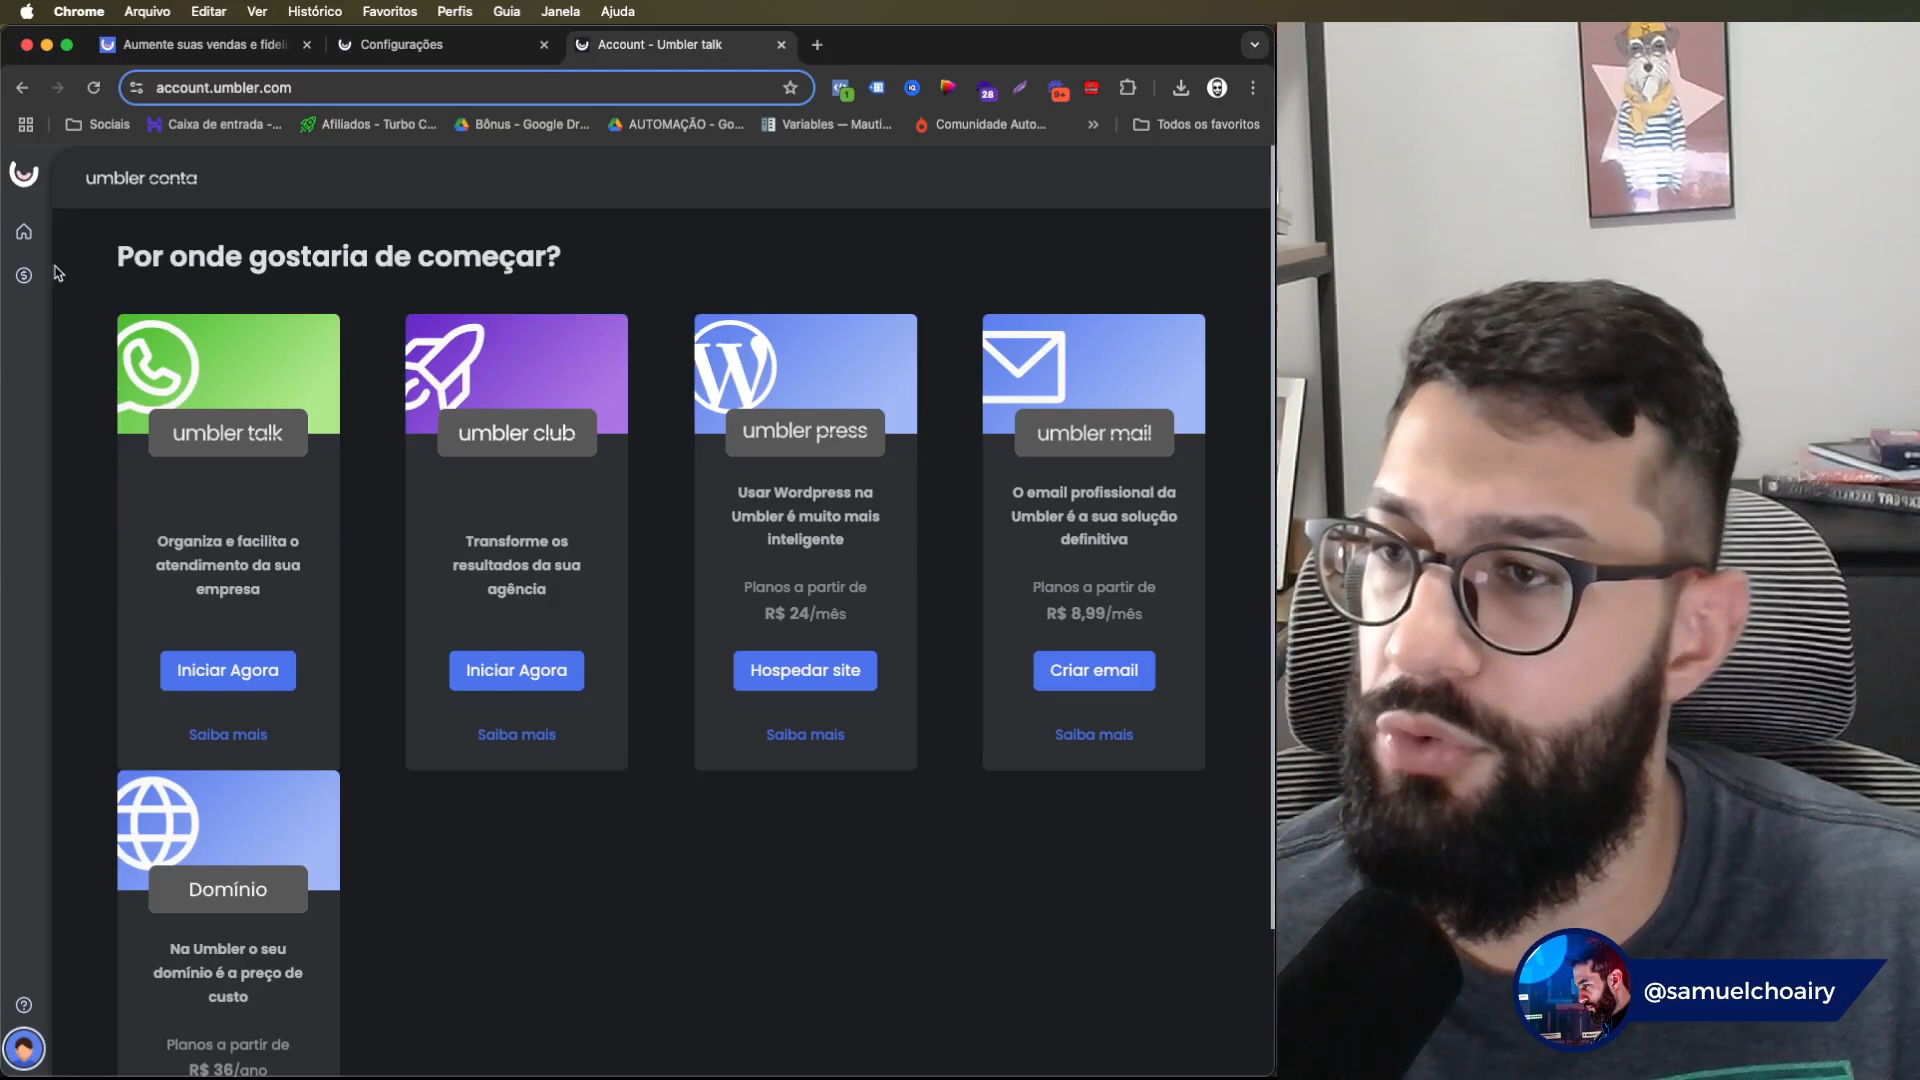 Chrome Arquivo Editar Ver Histórico Favoritos Perfis Guia Janela Ajuda
Aumente suas vendas e fideli
Configurações
Account - Umbler talk
account.umbler.com
1
28
9+
Sociais
Caixa de entrada -...
Afiliados - Turbo C...
Bônus - Google Dr...
AUTOMAÇÃO - Go...
Variables — Mauti...
Comunidade Auto...
Todos os favoritos
umbler conta
Por onde gostaria de começar?
umbler talk
Organiza e facilita o
atendimento da sua
empresa
Iniciar Agora
Saiba mais
umbler club
Transforme os
resultados da sua
agência
Iniciar Agora
Saiba mais
umbler press
Usar Wordpress na
Umbler é muito mais
inteligente
Planos a partir de
R$ 24/mês
Hospedar site
Saiba mais
umbler mail
O email profissional da
Umbler é a sua solução
definitiva
Planos a partir de
R$ 8,99/mês
Criar email
Saiba mais
Domínio
Na Umbler o seu
domínio é a preço de
custo
Planos a partir de
R$ 36/ano
@samuelchoairy